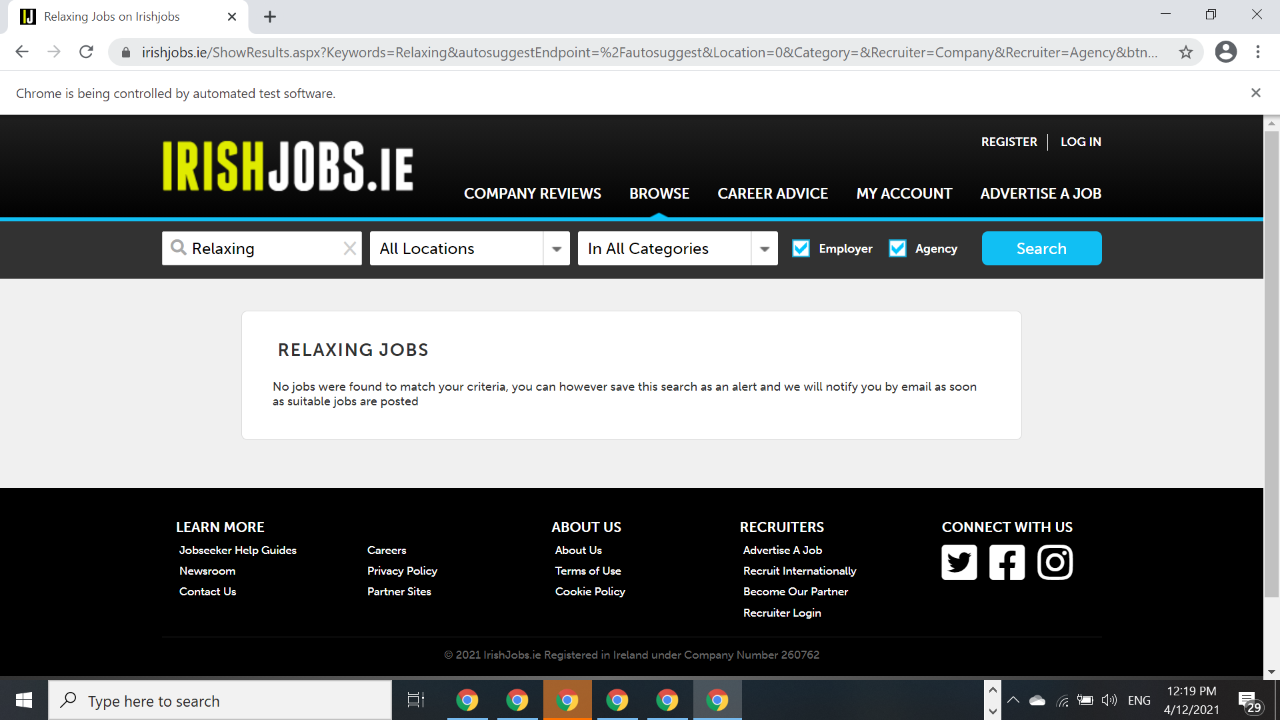 Relaxing Jobs on Irishjobs
irishjobs.ie/ShowResults.aspx?Keywords=Relaxing&autosuggestEndpoint=%2Fautosuggest&Location=0&Category=&Recruiter=Company&Recruiter=Agency&btn...
Chrome is being controlled by automated test software.
REGISTER LOG IN
IRISHJOBS.IE
COMPANY REVIEWS BROWSE CAREER ADVICE MY ACCOUNT ADVERTISE A JOB
Relaxing All Locations In All Categories Employer Agency Search
RELAXING JOBS
No jobs were found to match your criteria, you can however save this search as an alert and we will notify you by email as soon
as suitable jobs are posted
LEARN MORE ABOUT US RECRUITERS CONNECT WITH US
Jobseeker Help Guides Careers About Us Advertise A Job
Newsroom Privacy Policy Terms of Use Recruit Internationally
Contact Us Partner Sites Cookie Policy Become Our Partner
Recruiter Login
© 2021 IrishJobs.ie Registered in Ireland under Company Number 260762
Type here to search
ENG
12:19 PM
4/12/2021
29